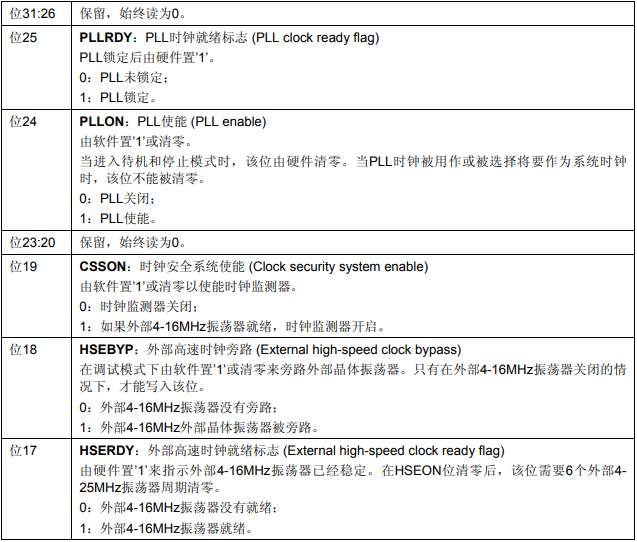 位31:26 保留，始终读为0。
位25 PLLRDY：PLL时钟就绪标志 (PLL clock ready flag)
PLL锁定后由硬件置'1'。
0：PLL未锁定；
1：PLL锁定。
位24 PLLON：PLL使能 (PLL enable)
由软件置'1'或清零。
当进入待机和停止模式时，该位由硬件清零。当PLL时钟被用作或被选择将要作为系统时钟
时，该位不能被清零。
0：PLL关闭；
1：PLL使能。
位23:20 保留，始终读为0。
位19 CSSON：时钟安全系统使能 (Clock security system enable)
由软件置'1'或清零以使能时钟监测器。
0：时钟监测器关闭；
1：如果外部4-16MHz振荡器就绪，时钟监测器开启。
位18 HSEBYP：外部高速时钟旁路 (External high-speed clock bypass)
在调试模式下由软件置'1'或清零来旁路外部晶体振荡器。只有在外部4-16MHz振荡器关闭的情
况下，才能写入该位。
0：外部4-16MHz振荡器没有旁路；
1：外部4-16MHz外部晶体振荡器被旁路。
位17 HSERDY：外部高速时钟就绪标志 (External high-speed clock ready flag)
由硬件置'1'来指示外部4-16MHz振荡器已经稳定。在HSEON位清零后，该位需要6个外部4-
25MHz振荡器周期清零。
0：外部4-16MHz振荡器没有就绪；
1：外部4-16MHz振荡器就绪。